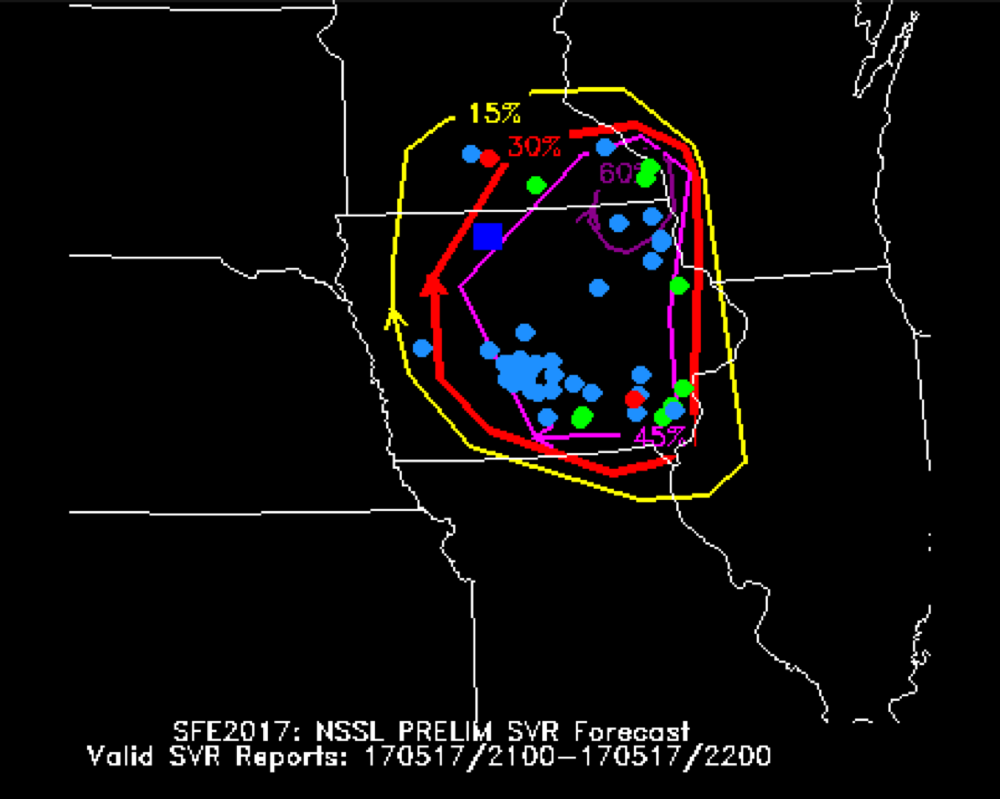 15%
30%
60%
45%
SFE2017: NSSL PRELIM SVR Forecast
Valid SVR Reports: 170517/2100-170517/2200